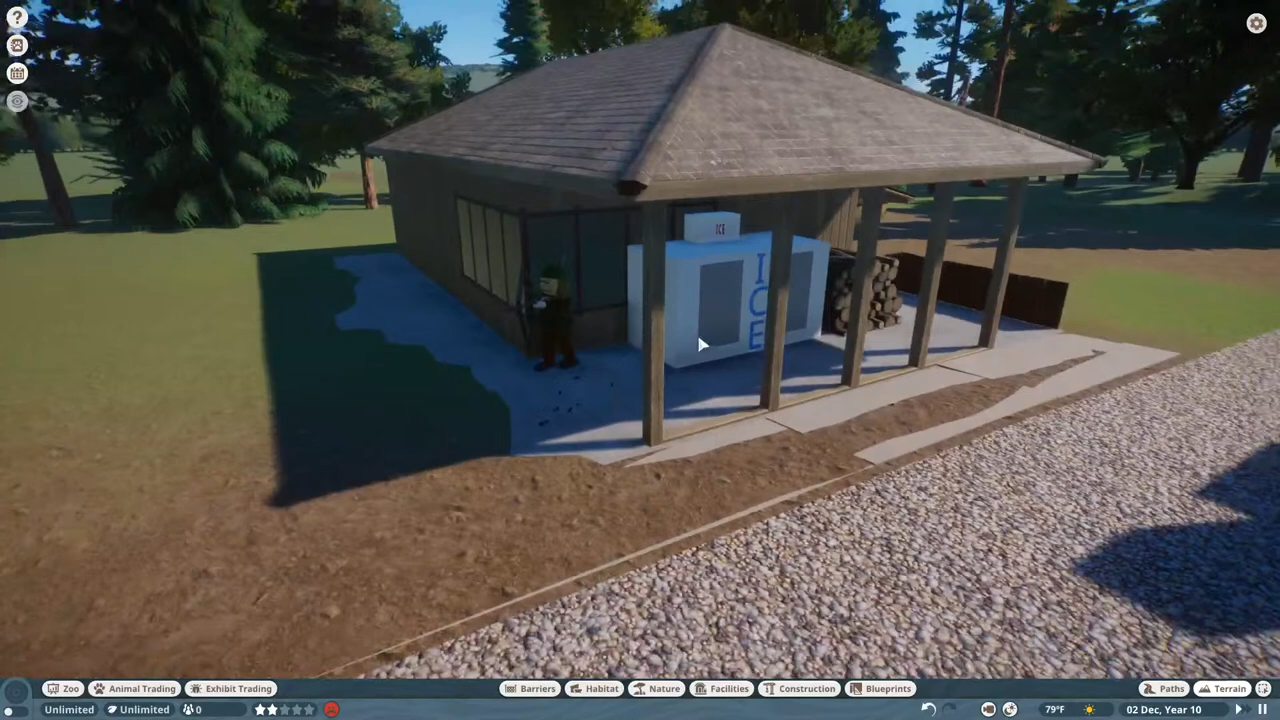 ICE
ICE
Zoo
Animal Trading
Exhibit Trading
Barriers
Habitat
Nature
Facilities
Construction
Blueprints
Paths
Terrain
Unlimited
Unlimited
0
79°F
02 Dec, Year 10